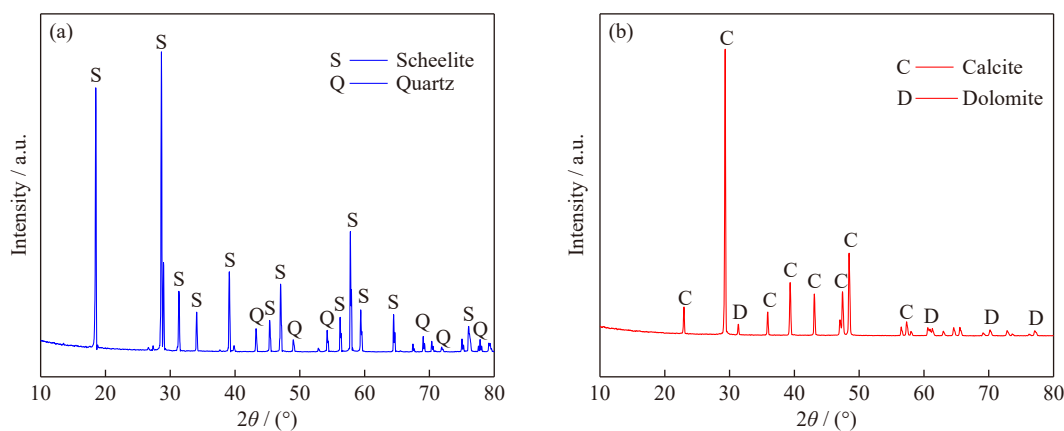 (a)
S Scheelite
Q Quartz
S
S
S
S
S
Q
S
S
Q
Q
S
S
S
S
Q
Q
S
Q
Intensity / a.u.
10 20 30 40 50 60 70 80
2θ / (°)
(b)
C Calcite
D Dolomite
C
C
D
C
C
C
C
C
C
D
D
D
Intensity / a.u.
10 20 30 40 50 60 70 80
2θ / (°)